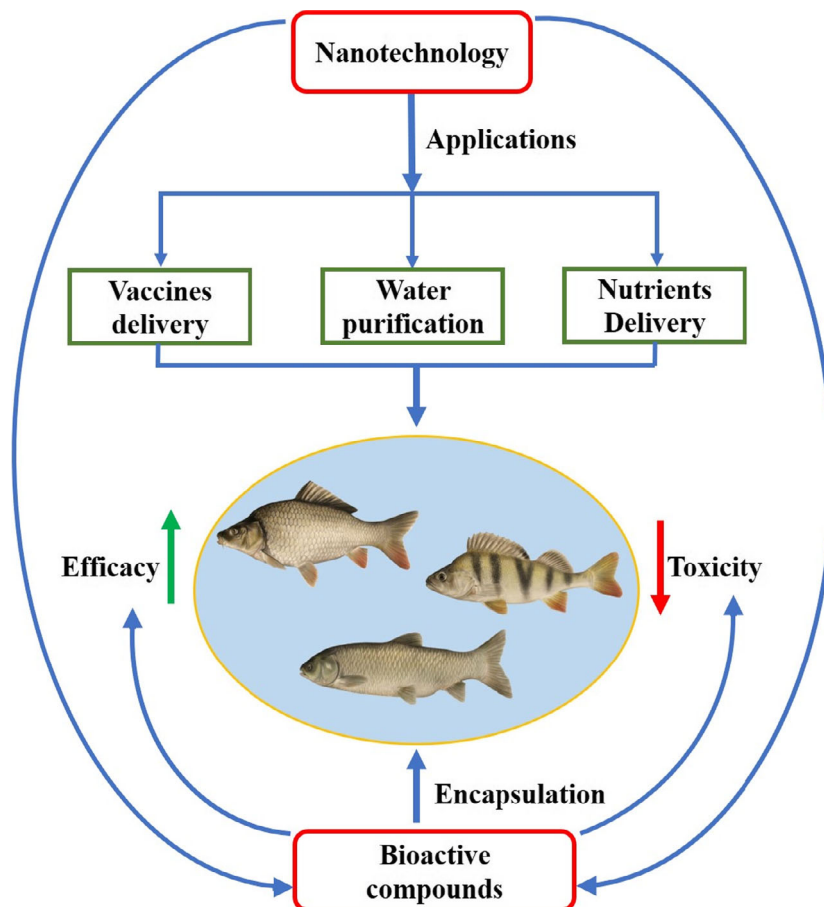 Nanotechnology
Applications
Vaccines
delivery
Water
purification
Nutrients
Delivery
Efficacy
Toxicity
Encapsulation
Bioactive
compounds